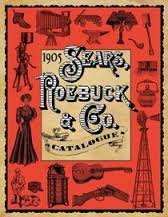 1905 SEARS,
ROEBUCK
& Co.
CATALOGUE